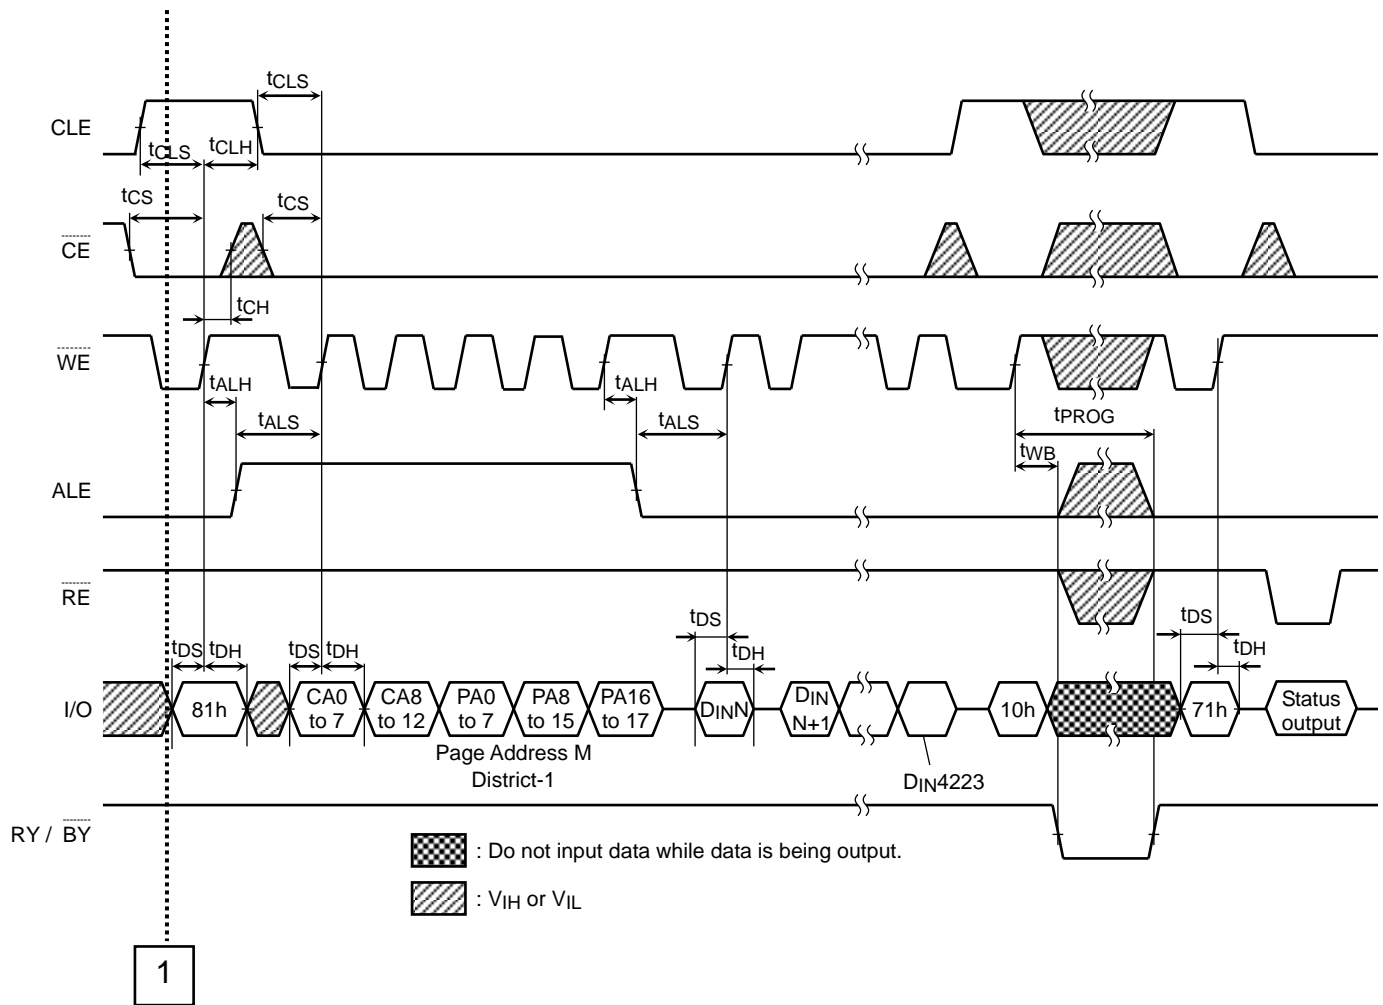 tCLS
CLE
tCLS
tCLH
tCS
tCS
CE
tCH
WE
tALH
tALH
tPROG
tALS
tALS
tWB
ALE
RE
tDS
tDH
tDS
tDH
tDS
tDH
tDS
tDH
I/O
81h
CA0
to 7
CA8
to 12
PA0
to 7
PA8
to 15
PA16
to 17
DINN
DIN
N+1
10h
71h
Status
output
Page Address M
District-1
DIN4223
RY / BY
: Do not input data while data is being output.
: VIH or VIL
1